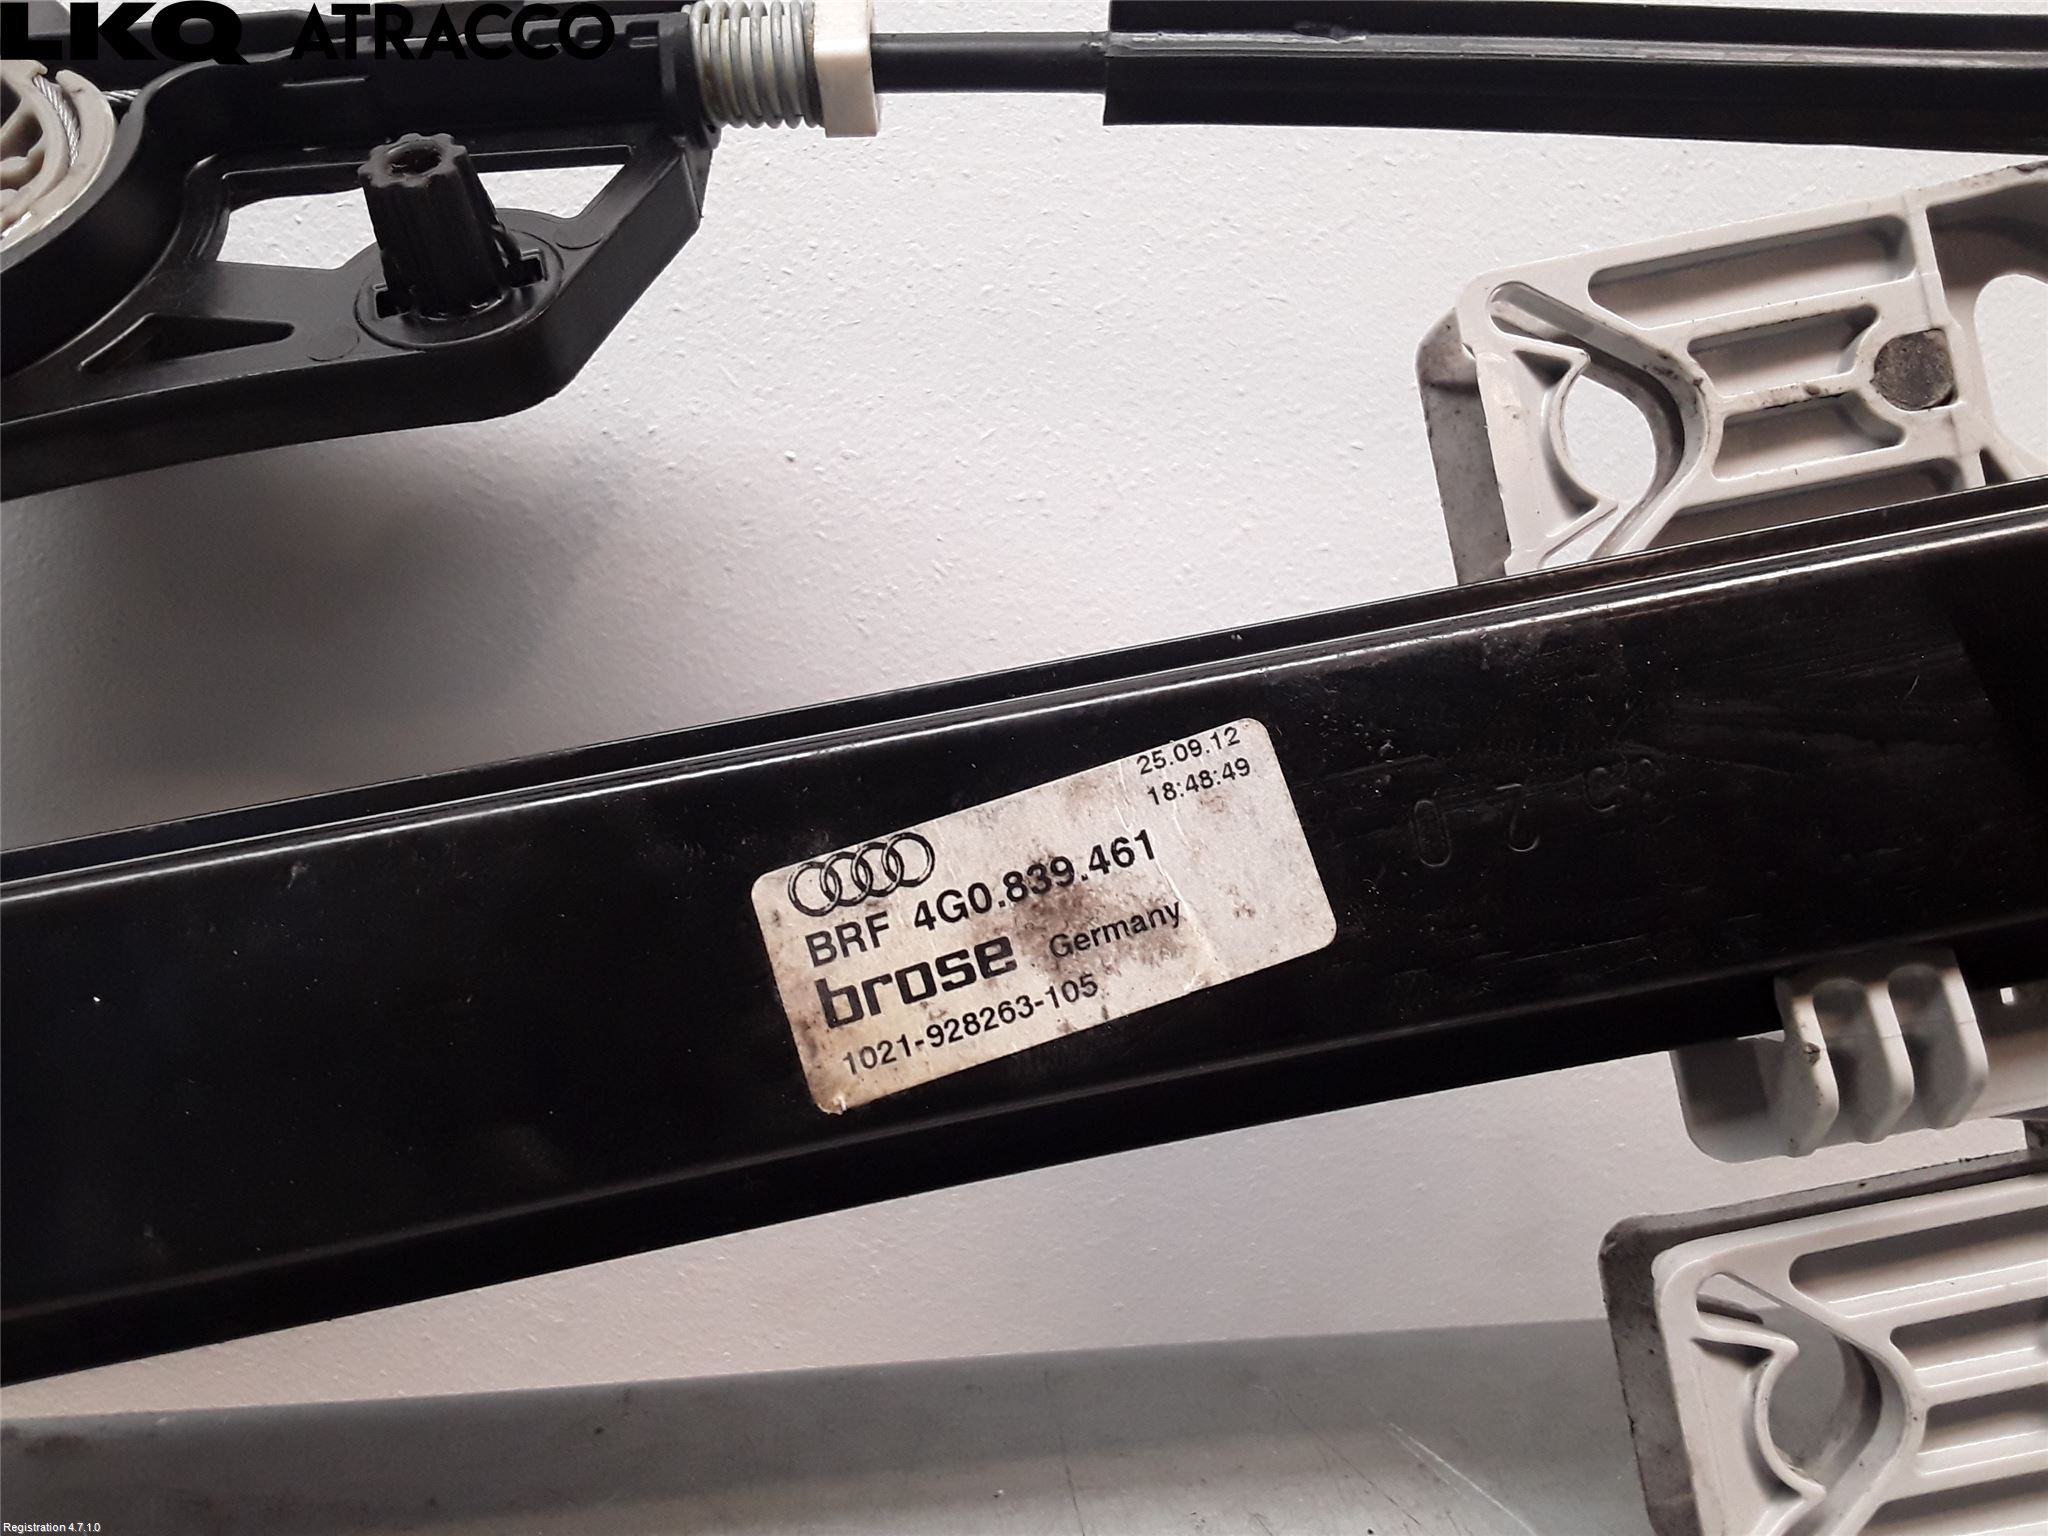 LKQ ATRACCO
25.09.12
18:48:49
BRF 4G0.839.461
brose Germany
1021-928263-105
Registration 4.7.1.0